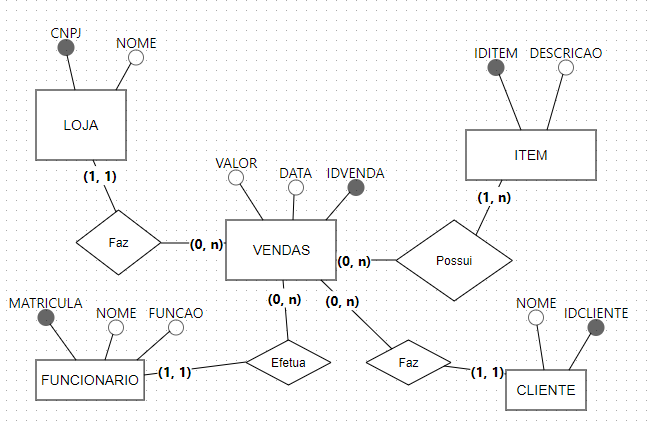 CNPJ
NOME
LOJA
(1, 1)
IDITEM
DESCRICAO
ITEM
(1, n)
VALOR
DATA
IDVENDA
Faz
(0, n)
VENDAS
(0, n)
Possui
(0, n)
(0, n)
MATRICULA
NOME
FUNCAO
FUNCIONARIO
(1, 1)
Efetua
Faz
(1, 1)
NOME
IDCLIENTE
CLIENTE